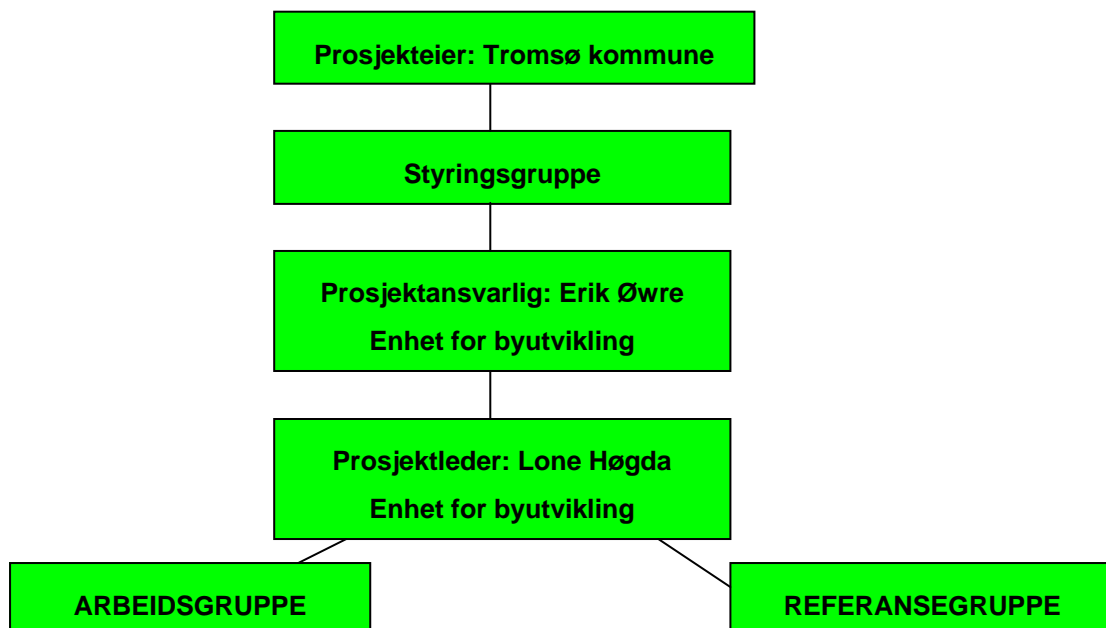 Prosjekteier: Tromsø kommune
Styringsgruppe
Prosjektansvarlig: Erik Øwre
Enhet for byutvikling
Prosjektleder: Lone Høgda
Enhet for byutvikling
ARBEIDSGRUPPE
REFERANSEGRUPPE